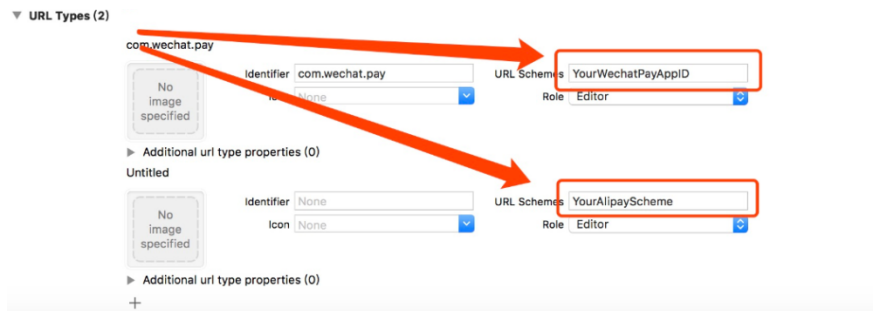 URL Types (2)
com.wechat.pay
No image specified
Identifier com.wechat.pay
URL Schemes YourWechatPayAppID
Icon None
Role Editor
Additional url type properties (0)
Untitled
No image specified
Identifier None
URL Schemes YourAlipayScheme
Icon None
Role Editor
Additional url type properties (0)